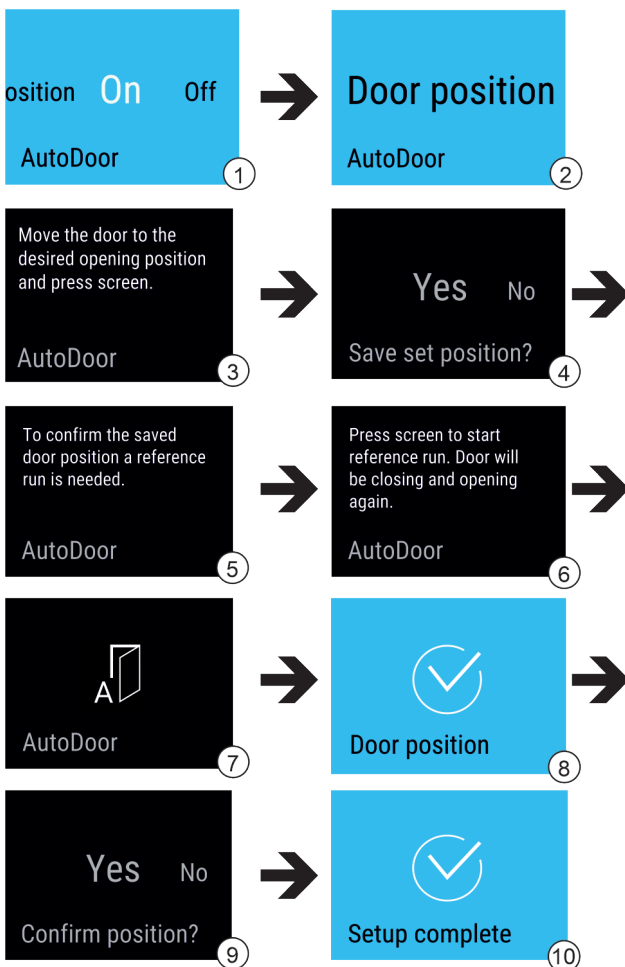 osition On Off
AutoDoor
1
Door position
AutoDoor
2
Move the door to the
desired opening position
and press screen.
AutoDoor
3
Yes No
Save set position?
4
To confirm the saved
door position a reference
run is needed.
AutoDoor
5
Press screen to start
reference run. Door will
be closing and opening
again.
AutoDoor
6
A
AutoDoor
7
Door position
8
Yes No
Confirm position?
9
Setup complete
10